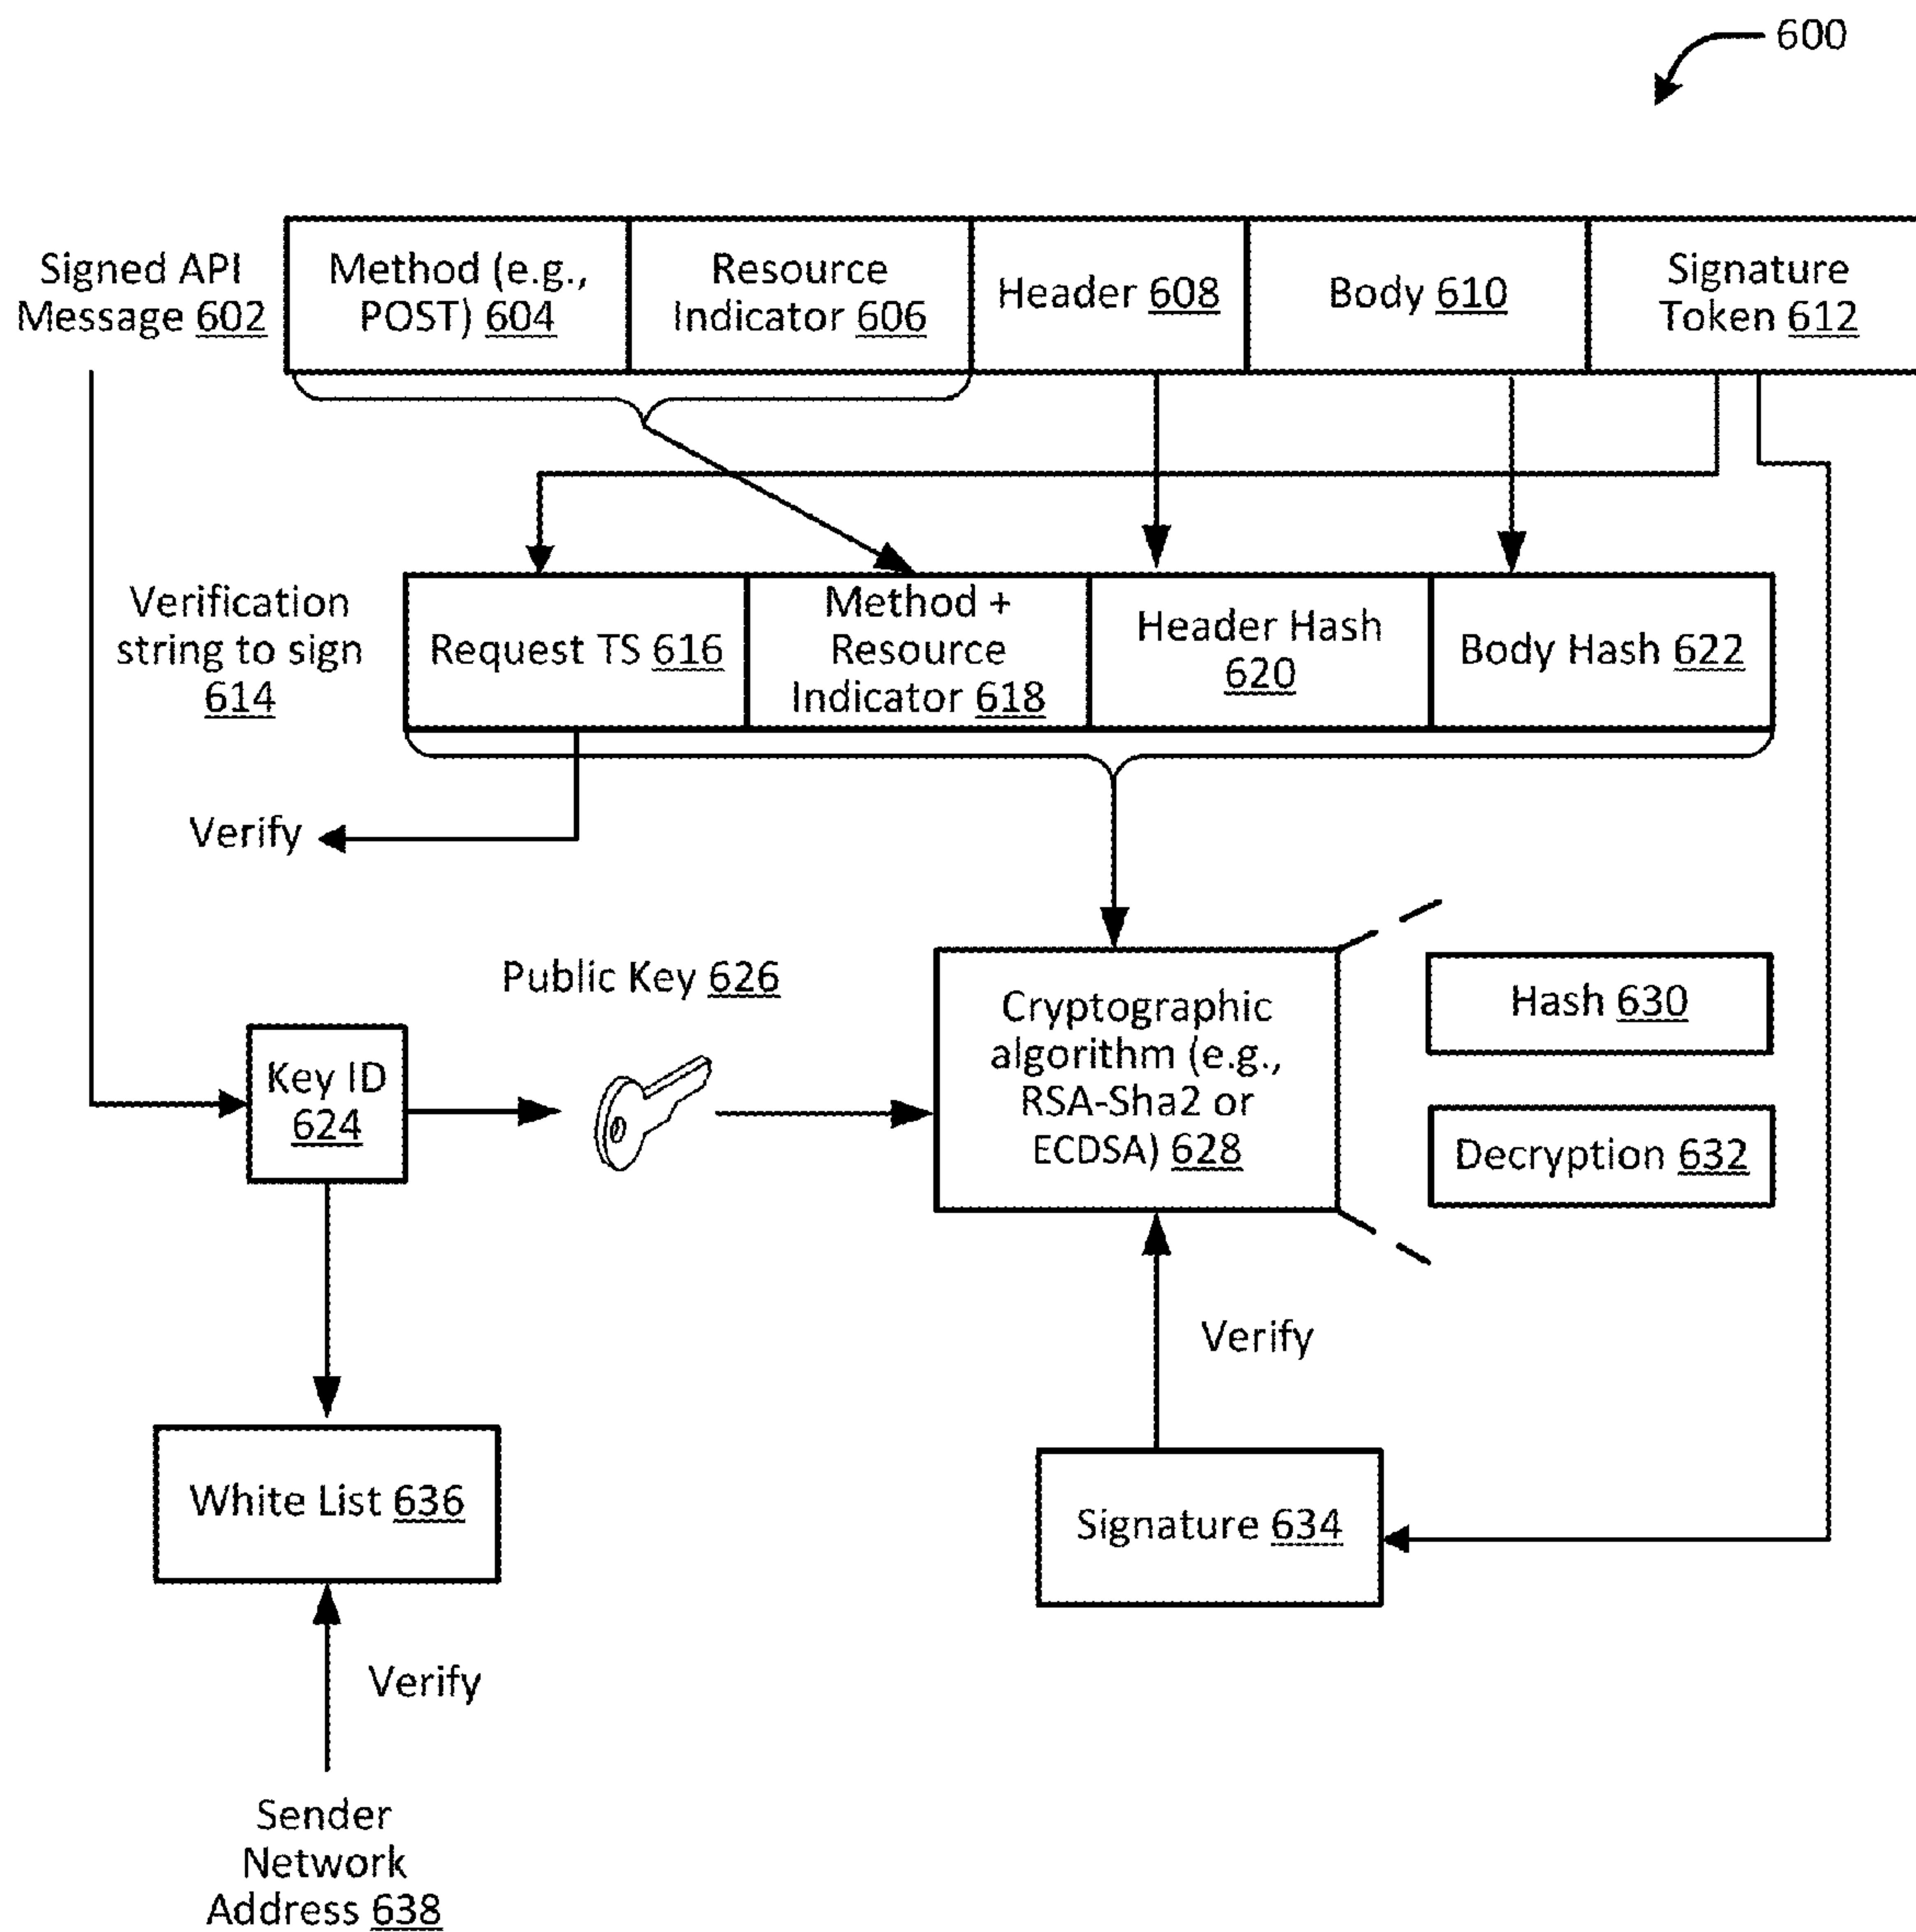 600
Signed API
Message 602
Method (e.g.,
POST) 604
Resource
Indicator 606
Header 608
Body 610
Signature
Token 612
Verification
string to sign
614
Request TS 616
Method +
Resource
Indicator 618
Header Hash
620
Body Hash 622
Verify
Public Key 626
Key ID
624
Cryptographic
algorithm (e.g.,
RSA-Sha2 or
ECDSA) 628
Hash 630
Decryption 632
Verify
White List 636
Signature 634
Verify
Sender
Network
Address 638